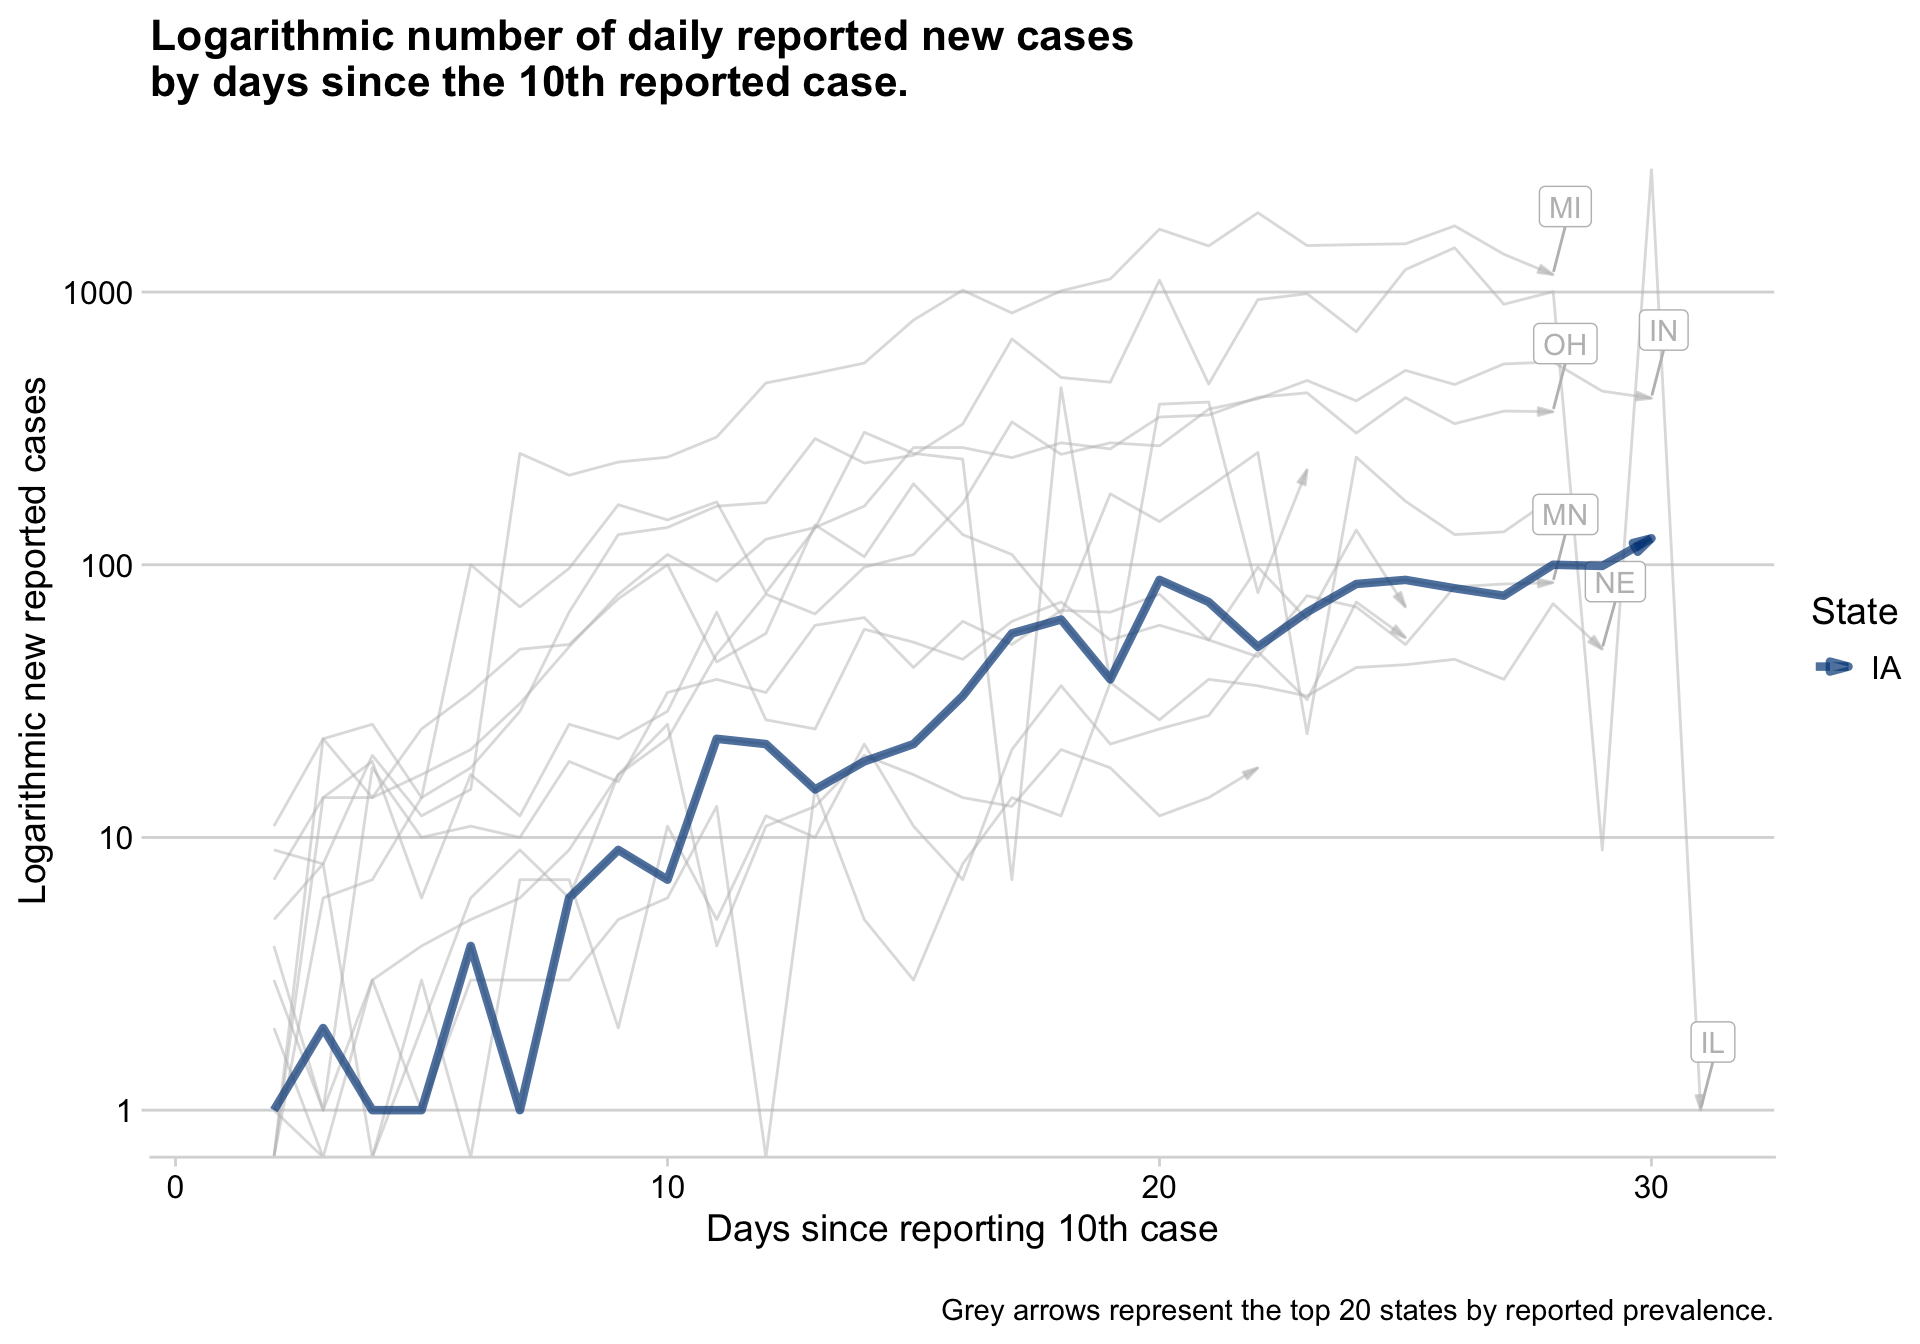 Logarithmic number of daily reported new cases
by days since the 10th reported case.
Logarithmic new reported cases
1000
100
10
1
MI
OH
IN
MN
NE
IL
State
IA
0
10
20
30
Days since reporting 10th case
Grey arrows represent the top 20 states by reported prevalence.